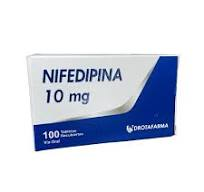 NIFEDIPINA
10 mg
100 Tabletas
Recubiertas
Vía Oral
DROTAFARMA